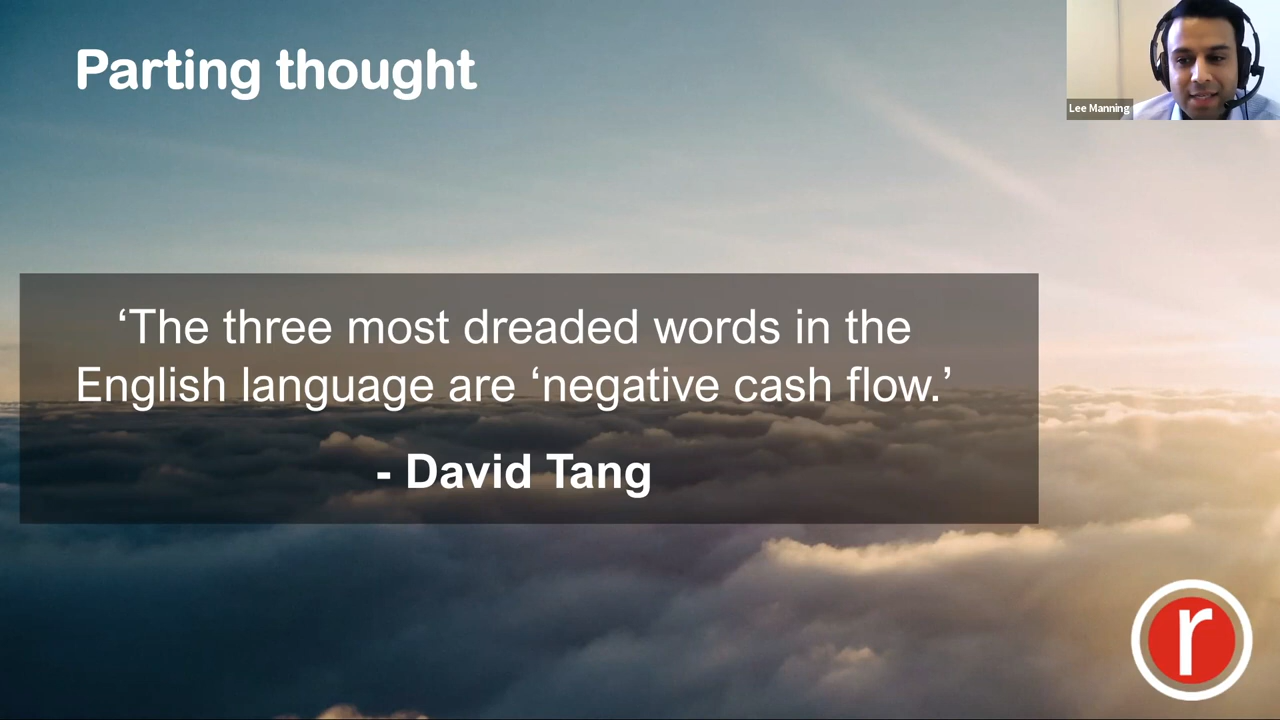 Parting thought
Lee Manning
‘The three most dreaded words in the
English language are ‘negative cash flow.’
- David Tang
r